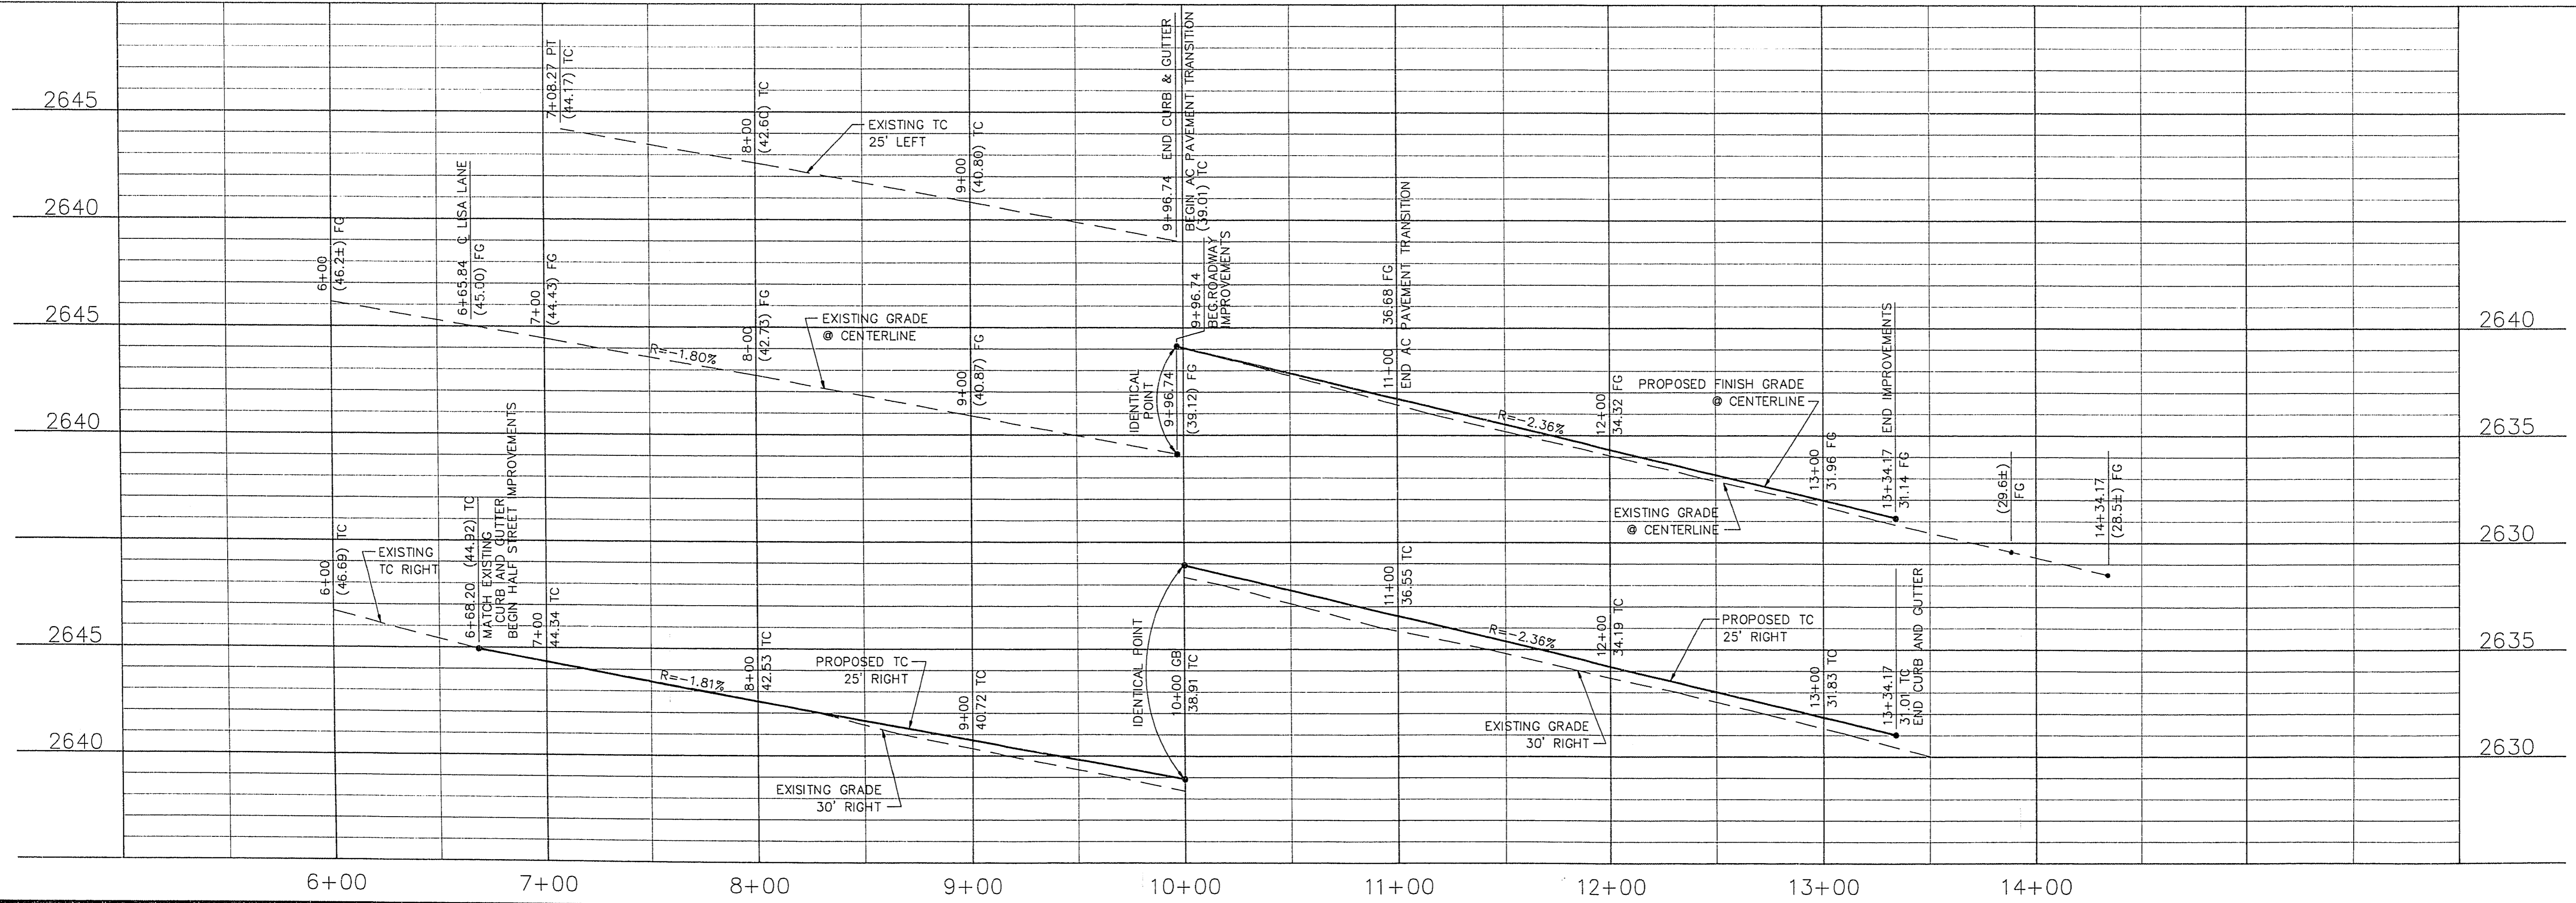 2645
2640
2645
2640
2645
2640
2640
2635
2630
2635
2630
7+08.27 PT
(44.17) TC
8+00
(42.60) TC
EXISTING TC
25' LEFT
9+00
(40.80) TC
9+96.74 END CURB & GUTTER
BEGIN AC PAVEMENT TRANSITION
(39.01) TC
6+00
(46.2±) FG
6+65.84 C LISA LANE
(45.00) FG
7+00
(44.43) FG
R=-1.80%
8+00
(42.73) FG
EXISTING GRADE
@ CENTERLINE
9+00
(40.87) FG
IDENTICAL
POINT
9+96.74
(39.12) FG
9+96.74
BEG.ROADWAY
IMPROVEMENTS
11+00
36.68 FG
END AC PAVEMENT TRANSITION
R=-2.36%
12+00
34.32 FG
PROPOSED FINISH GRADE
@ CENTERLINE
EXISTING GRADE
@ CENTERLINE
13+00
31.96 FG
13+34.17 END IMPROVEMENTS
31.14 FG
(29.6±)
FG
14+34.17
(28.5±) FG
6+00
(46.69) TC
EXISTING
TC RIGHT
6+68.20 (44.92) TC
MATCH EXISTING
CURB AND GUTTER
BEGIN HALF STREET IMPROVEMENTS
7+00
44.34 TC
R=-1.81%
8+00
42.53 TC
PROPOSED TC
25' RIGHT
EXISITNG GRADE
30' RIGHT
9+00
40.72 TC
IDENTICAL POINT
10+00 GB
38.91 TC
11+00
36.55 TC
R=-2.36%
EXISTING GRADE
30' RIGHT
12+00
34.19 TC
PROPOSED TC
25' RIGHT
13+00
31.83 TC
13+34.17
31.01 TC
END CURB AND GUTTER
6+00
7+00
8+00
9+00
10+00
11+00
12+00
13+00
14+00